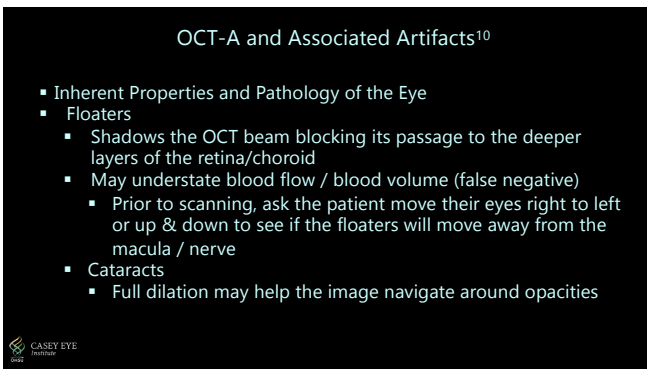 OCT-A and Associated Artifacts10
▪ Inherent Properties and Pathology of the Eye
▪ Floaters
▪ Shadows the OCT beam blocking its passage to the deeper
layers of the retina/choroid
▪ May understate blood flow / blood volume (false negative)
▪ Prior to scanning, ask the patient move their eyes right to left
or up & down to see if the floaters will move away from the
macula / nerve
▪ Cataracts
▪ Full dilation may help the image navigate around opacities
CASEY EYE
Institute
OHSU